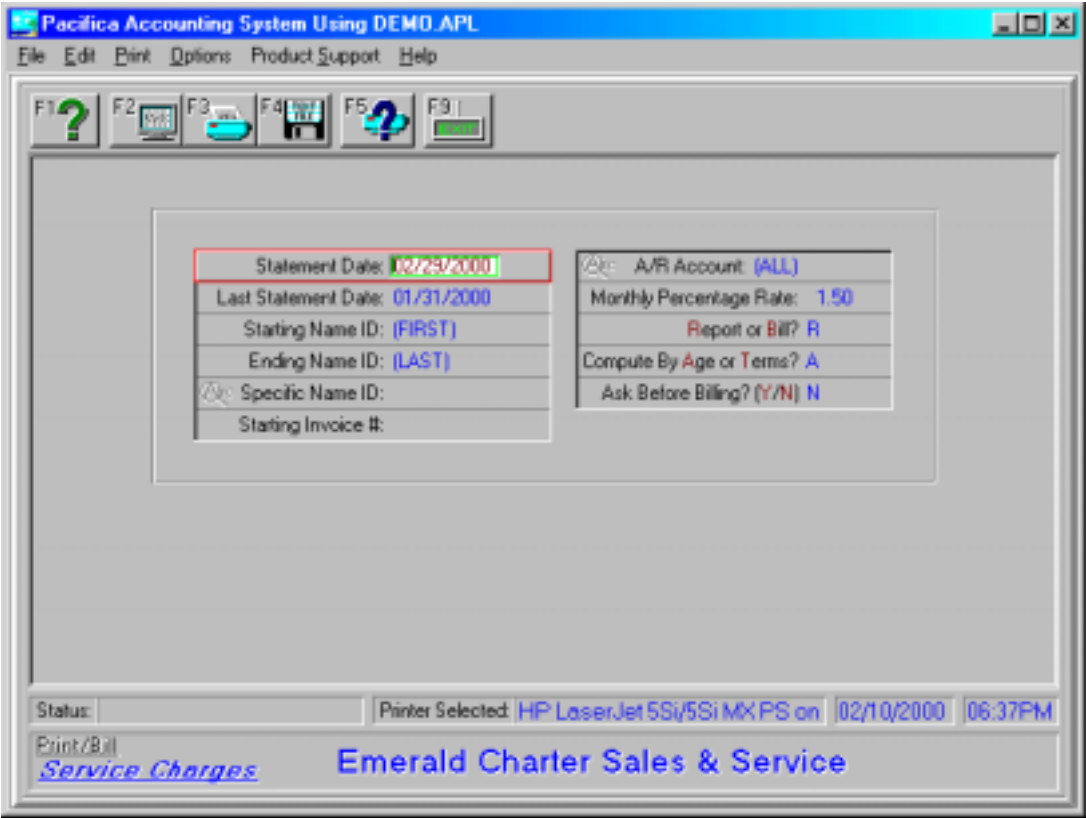 Pacifica Accounting System Using DEMO.APL
File Edit Print Options Product Support Help
F1 F2 F3 F4 F5 F9
EXIT
Statement Date: 02/29/2000
Last Statement Date: 01/31/2000
Starting Name ID: (FIRST)
Ending Name ID: (LAST)
Specific Name ID:
Starting Invoice #:
A/R Account: (ALL)
Monthly Percentage Rate: 1.50
Report or Bill? R
Compute By Age or Terms? A
Ask Before Billing? (Y/N) N
Status: Printer Selected: HP LaserJet 5Si/5Si MX PS on 02/10/2000 06:37PM
Print/Bill
Service Charges
Emerald Charter Sales & Service